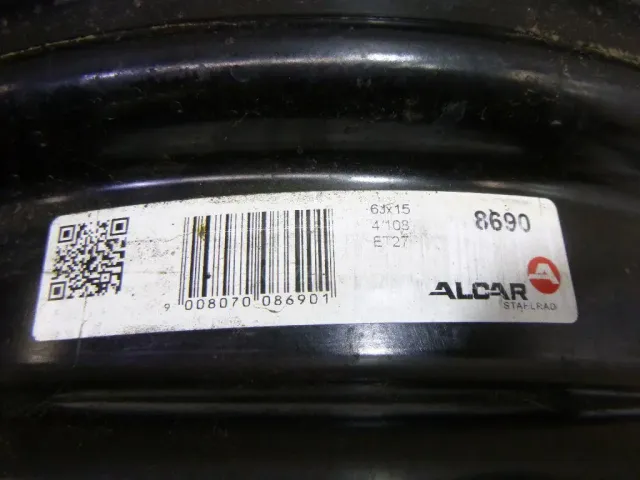 6Jx15
4*108
ET27
8690
9 008070 086901
ALCAR
STAHLRAD